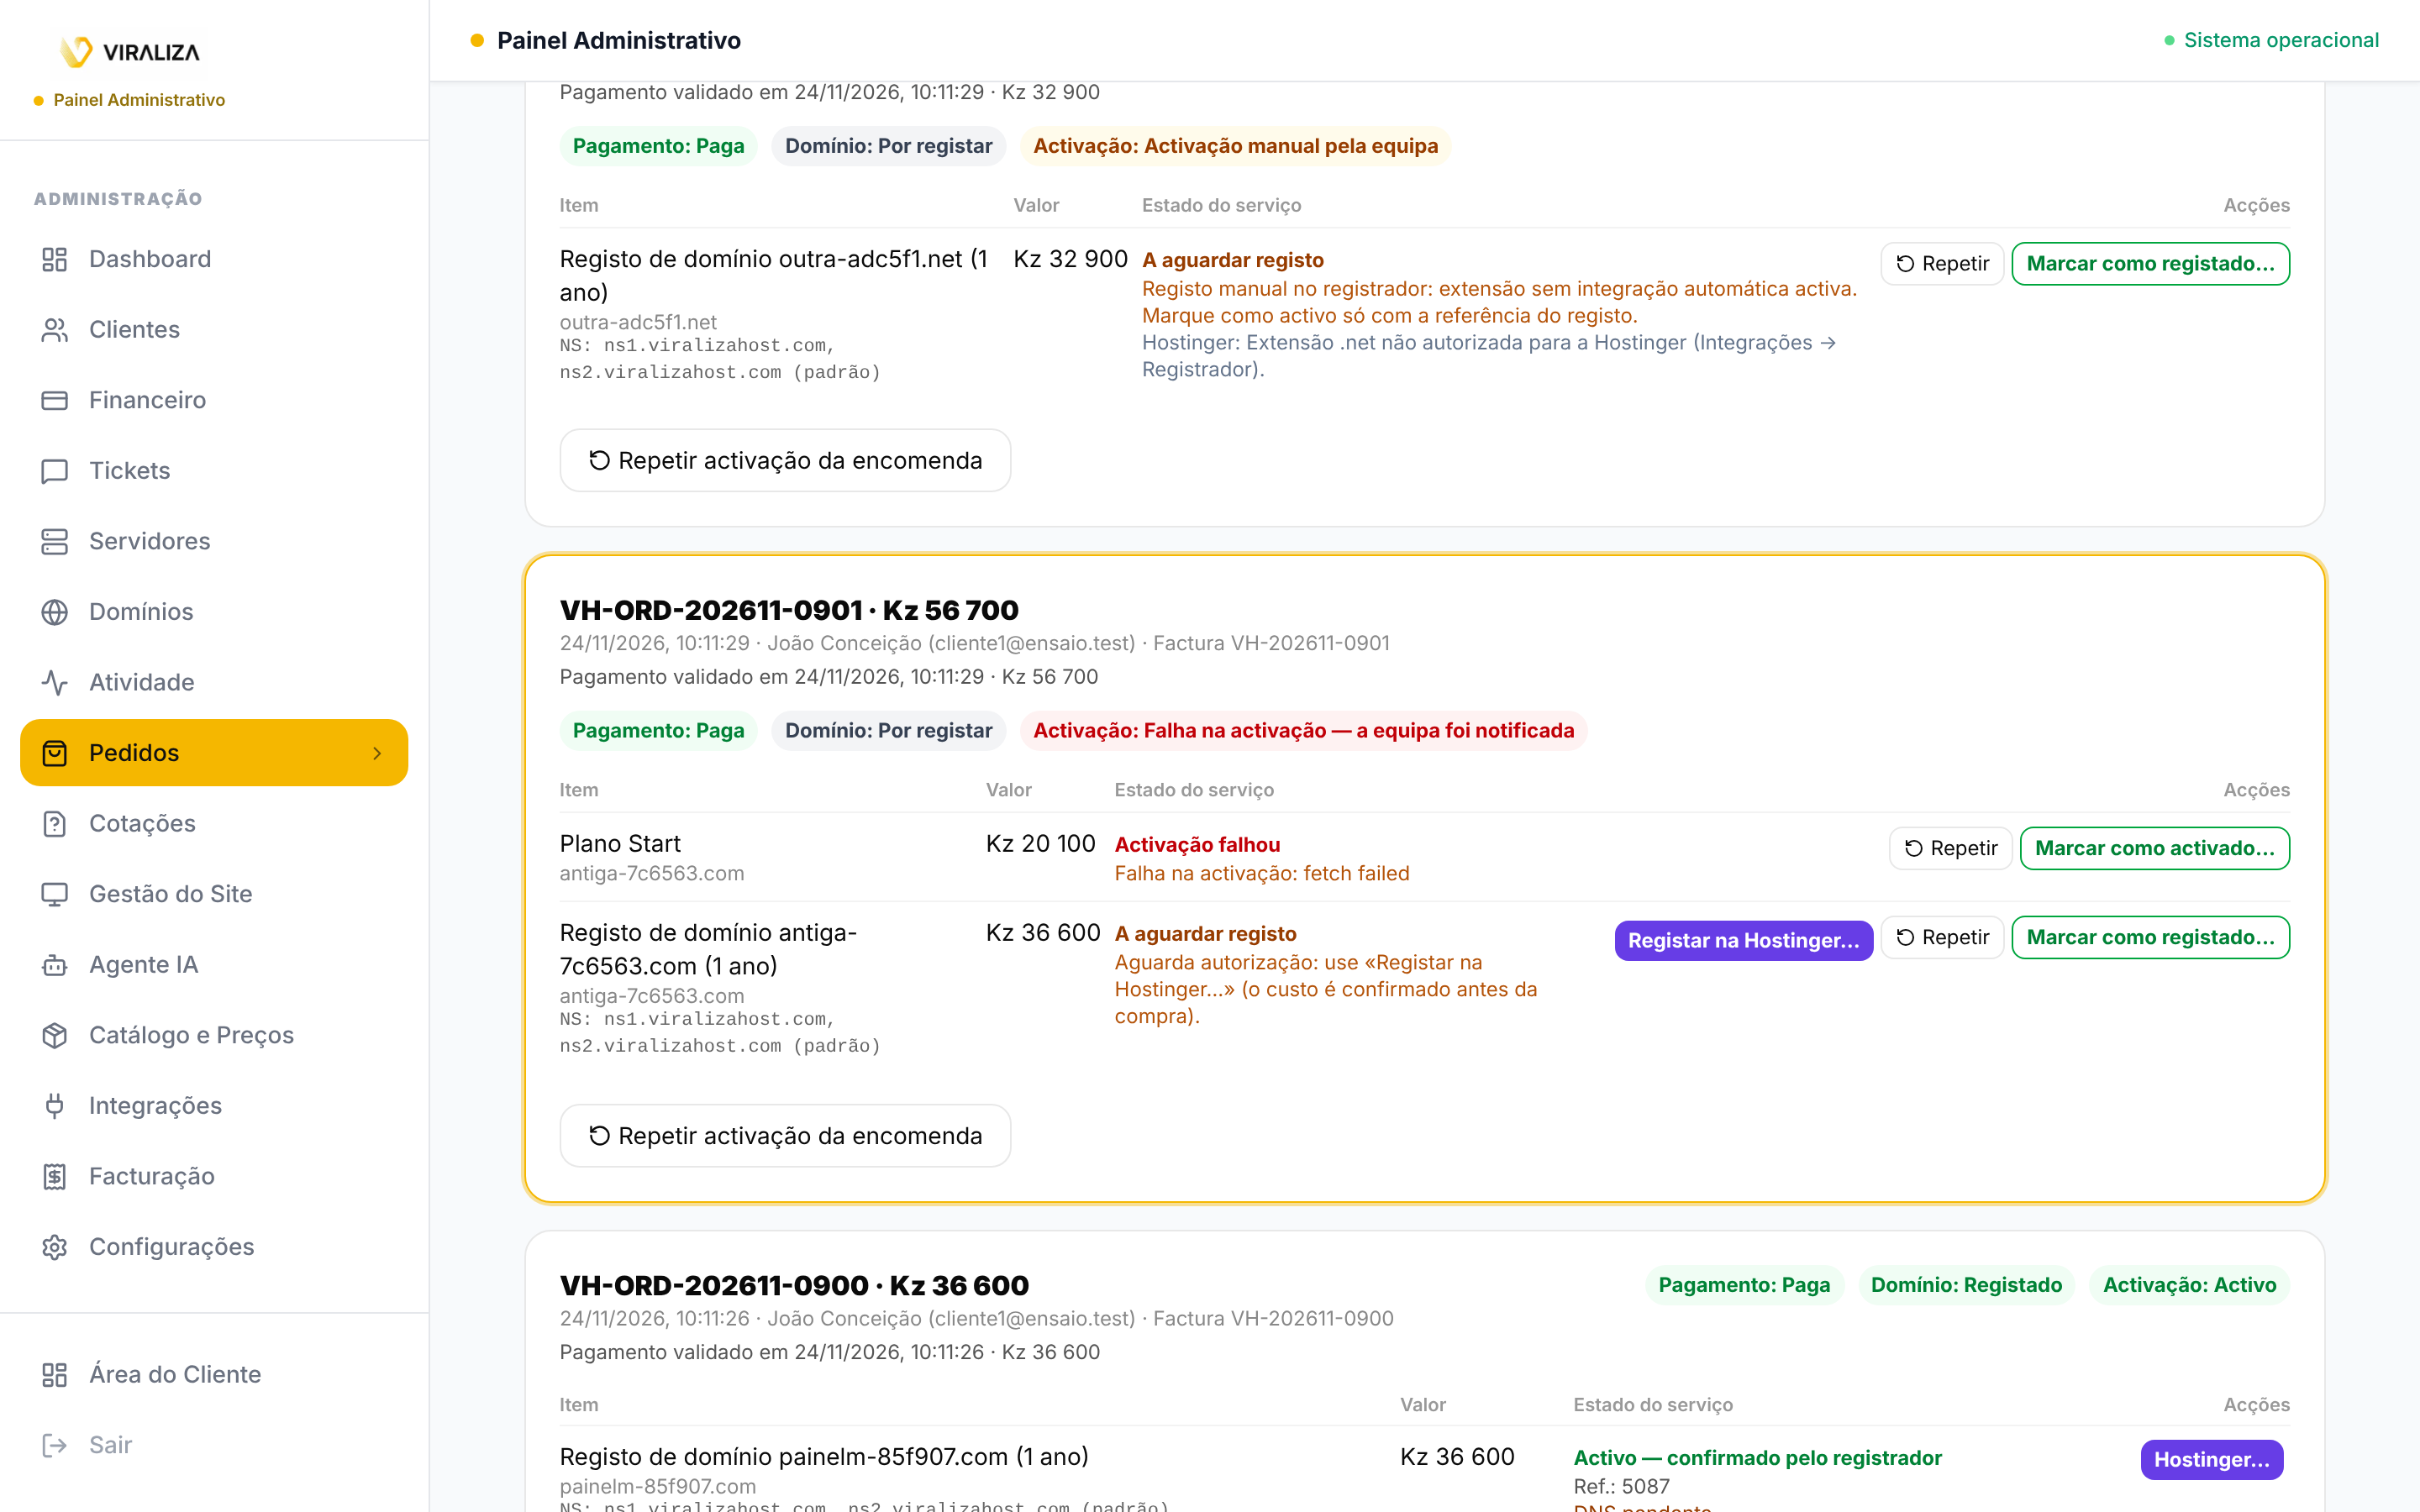 VIRALIZA
Painel Administrativo
ADMINISTRAÇÃO
Dashboard
Clientes
Financeiro
Tickets
Servidores
Domínios
Atividade
Pedidos
Cotações
Gestão do Site
Agente IA
Catálogo e Preços
Integrações
Facturação
Configurações
Área do Cliente
Sair
Painel Administrativo
Sistema operacional
Pagamento validado em 24/11/2026, 10:11:29 · Kz 32 900
Pagamento: Paga
Domínio: Por registar
Activação: Activação manual pela equipa
Item
Valor
Estado do serviço
Acções
Registo de domínio outra-adc5f1.net (1
ano)
outra-adc5f1.net
NS: ns1.viralizahost.com,
ns2.viralizahost.com (padrão)
Kz 32 900
A aguardar registo
Registo manual no registrador: extensão sem integração automática activa.
Marque como activo só com a referência do registo.
Hostinger: Extensão .net não autorizada para a Hostinger (Integrações →
Registrador).
Repetir
Marcar como registado...
Repetir activação da encomenda
VH-ORD-202611-0901 · Kz 56 700
24/11/2026, 10:11:29 · João Conceição (cliente1@ensaio.test) · Factura VH-202611-0901
Pagamento validado em 24/11/2026, 10:11:29 · Kz 56 700
Pagamento: Paga
Domínio: Por registar
Activação: Falha na activação — a equipa foi notificada
Item
Valor
Estado do serviço
Acções
Plano Start
antiga-7c6563.com
Kz 20 100
Activação falhou
Falha na activação: fetch failed
Repetir
Marcar como activado...
Registo de domínio antiga-
7c6563.com (1 ano)
antiga-7c6563.com
NS: ns1.viralizahost.com,
ns2.viralizahost.com (padrão)
Kz 36 600
A aguardar registo
Aguarda autorização: use «Registar na
Hostinger...» (o custo é confirmado antes da
compra).
Registar na Hostinger...
Repetir
Marcar como registado...
Repetir activação da encomenda
VH-ORD-202611-0900 · Kz 36 600
24/11/2026, 10:11:26 · João Conceição (cliente1@ensaio.test) · Factura VH-202611-0900
Pagamento validado em 24/11/2026, 10:11:26 · Kz 36 600
Pagamento: Paga
Domínio: Registado
Activação: Activo
Item
Valor
Estado do serviço
Acções
Registo de domínio painelm-85f907.com (1 ano)
painelm-85f907.com
NS: ns1.viralizahost.com, ns2.viralizahost.com (padrão)
Kz 36 600
Activo — confirmado pelo registrador
Ref.: 5087
DNS pendente
Hostinger...